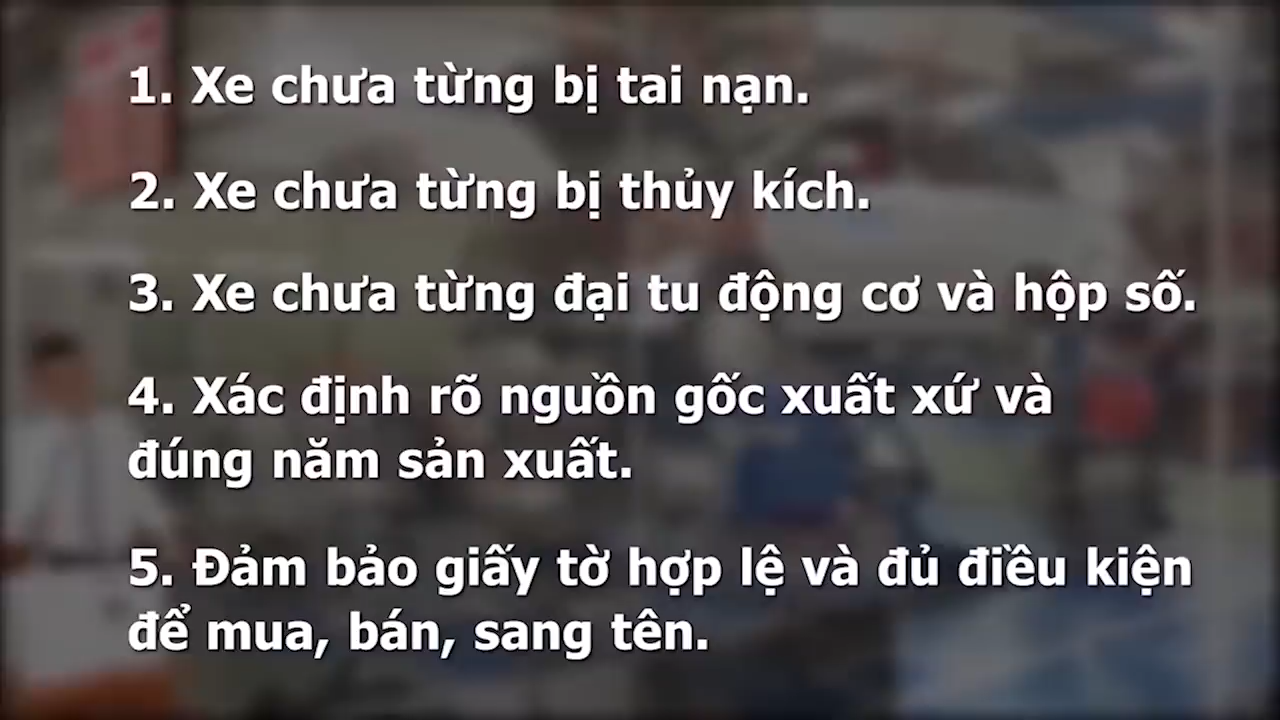 1. Xe chưa từng bị tai nạn.
2. Xe chưa từng bị thủy kích.
3. Xe chưa từng đại tu động cơ và hộp số.
4. Xác định rõ nguồn gốc xuất xứ và
đúng năm sản xuất.
5. Đảm bảo giấy tờ hợp lệ và đủ điều kiện
để mua, bán, sang tên.